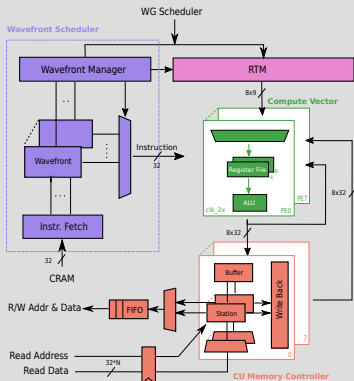 WG Scheduler
Wavefront Scheduler
Wavefront Manager
RTM
8x9
Compute Vector
Wavefront
Instruction
32
Register File
ALU
clk_2x
PE0
PE7
8x32
8x32
Instr. Fetch
32
CRAM
Buffer
Write Back
R/W Addr & Data
FIFO
Station
7
0
Read Address
Read Data
32*N
CU Memory Controller